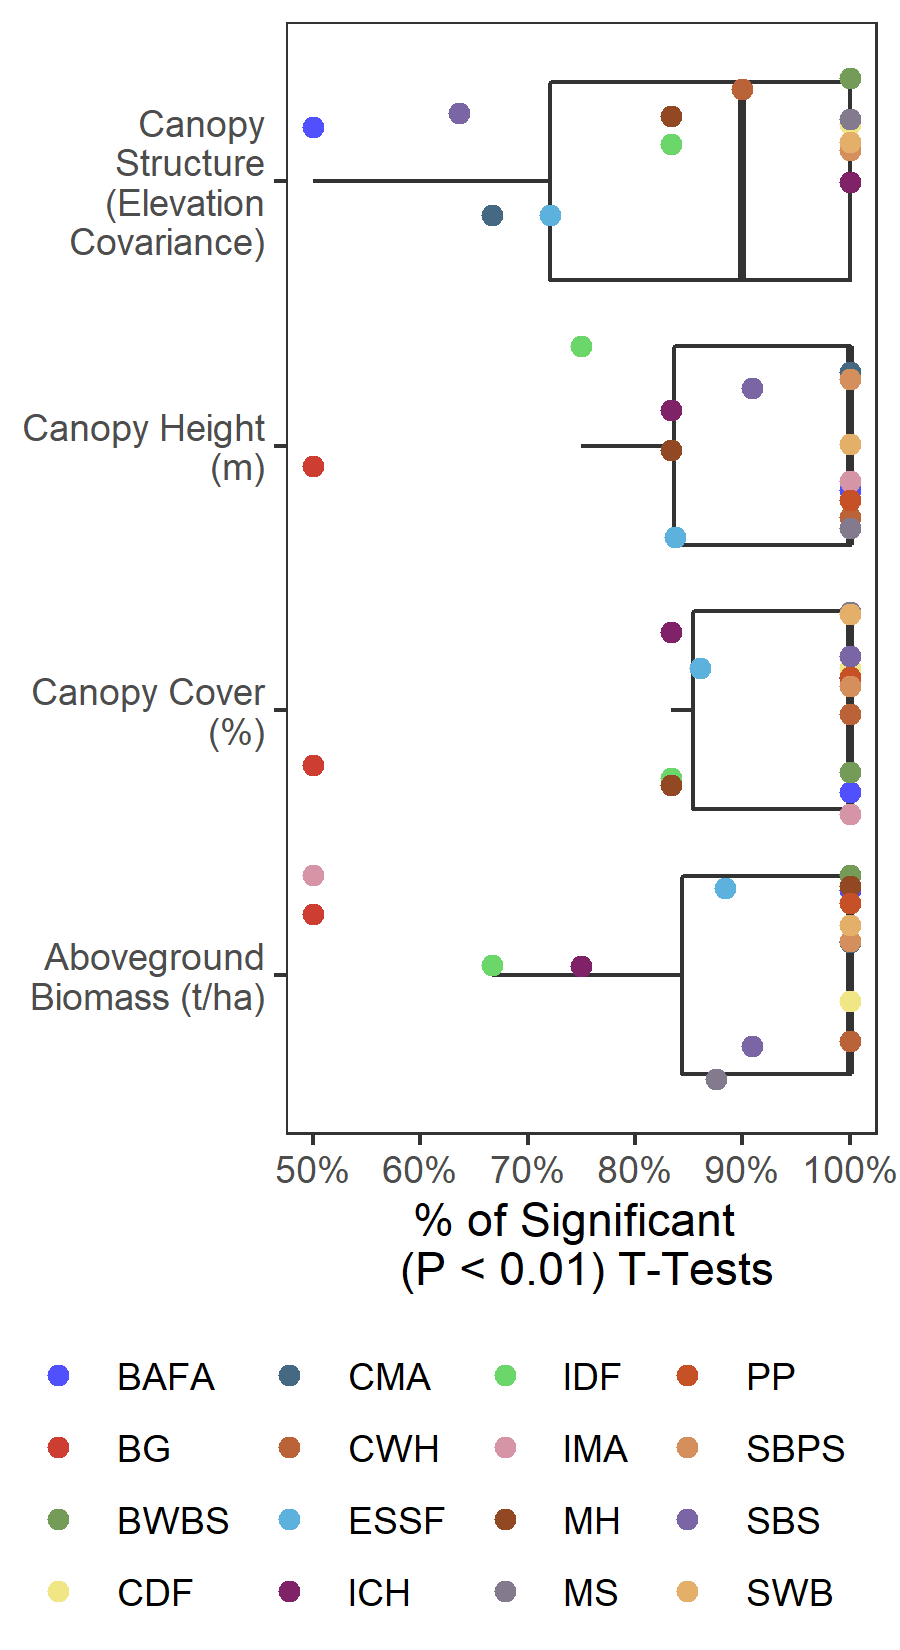 Canopy
Structure
(Elevation
Covariance)
Canopy Height
(m)
Canopy Cover
(%)
Aboveground
Biomass (t/ha)
50% 60% 70% 80% 90% 100%
% of Significant
(P < 0.01) T-Tests
BAFA CMA IDF PP
BG CWH IMA SBPS
BWBS ESSF MH SBS
CDF ICH MS SWB